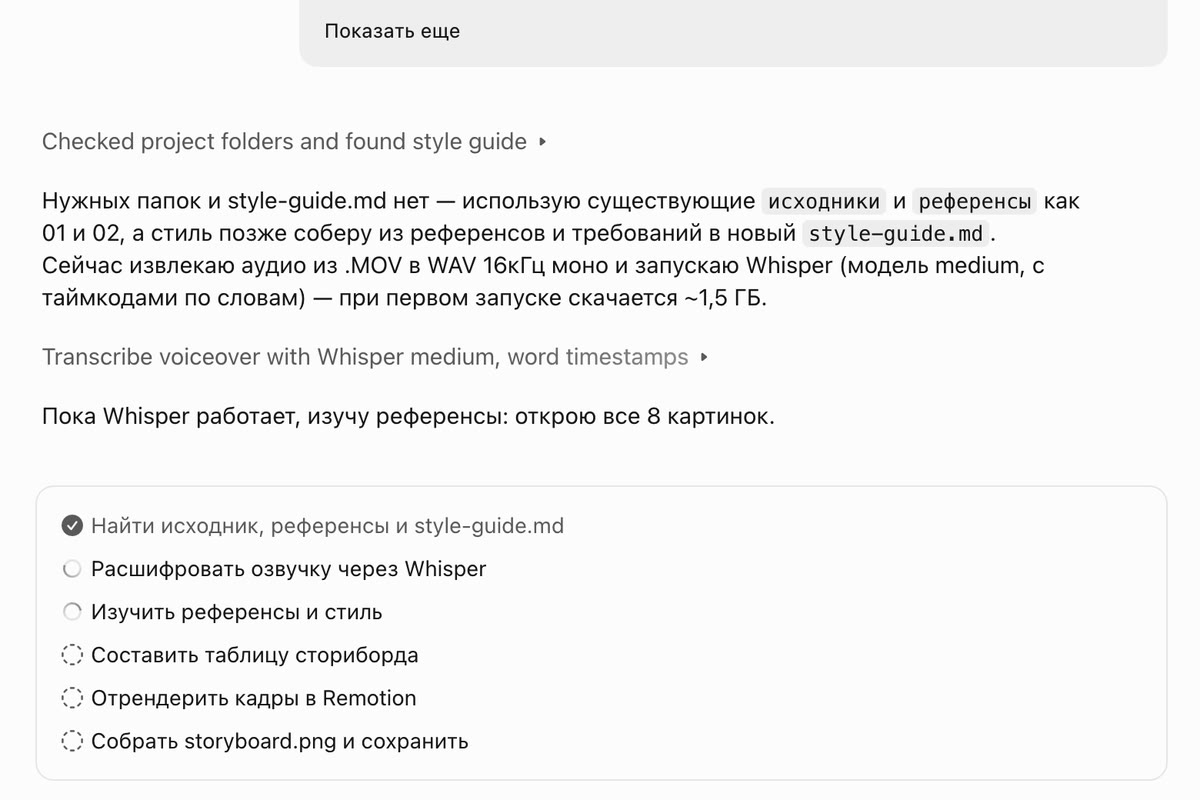 Показать еще
Checked project folders and found style guide
Нужных папок и style-guide.md нет — использую существующие исходники и референсы как
01 и 02, а стиль позже соберу из референсов и требований в новый style-guide.md.
Сейчас извлекаю аудио из .MOV в WAV 16кГц моно и запускаю Whisper (модель medium, с
таймкодами по словам) — при первом запуске скачается ~1,5 ГБ.
Transcribe voiceover with Whisper medium, word timestamps
Пока Whisper работает, изучу референсы: открою все 8 картинок.
Найти исходник, референсы и style-guide.md
Расшифровать озвучку через Whisper
Изучить референсы и стиль
Составить таблицу сториборда
Отрендерить кадры в Remotion
Собрать storyboard.png и сохранить